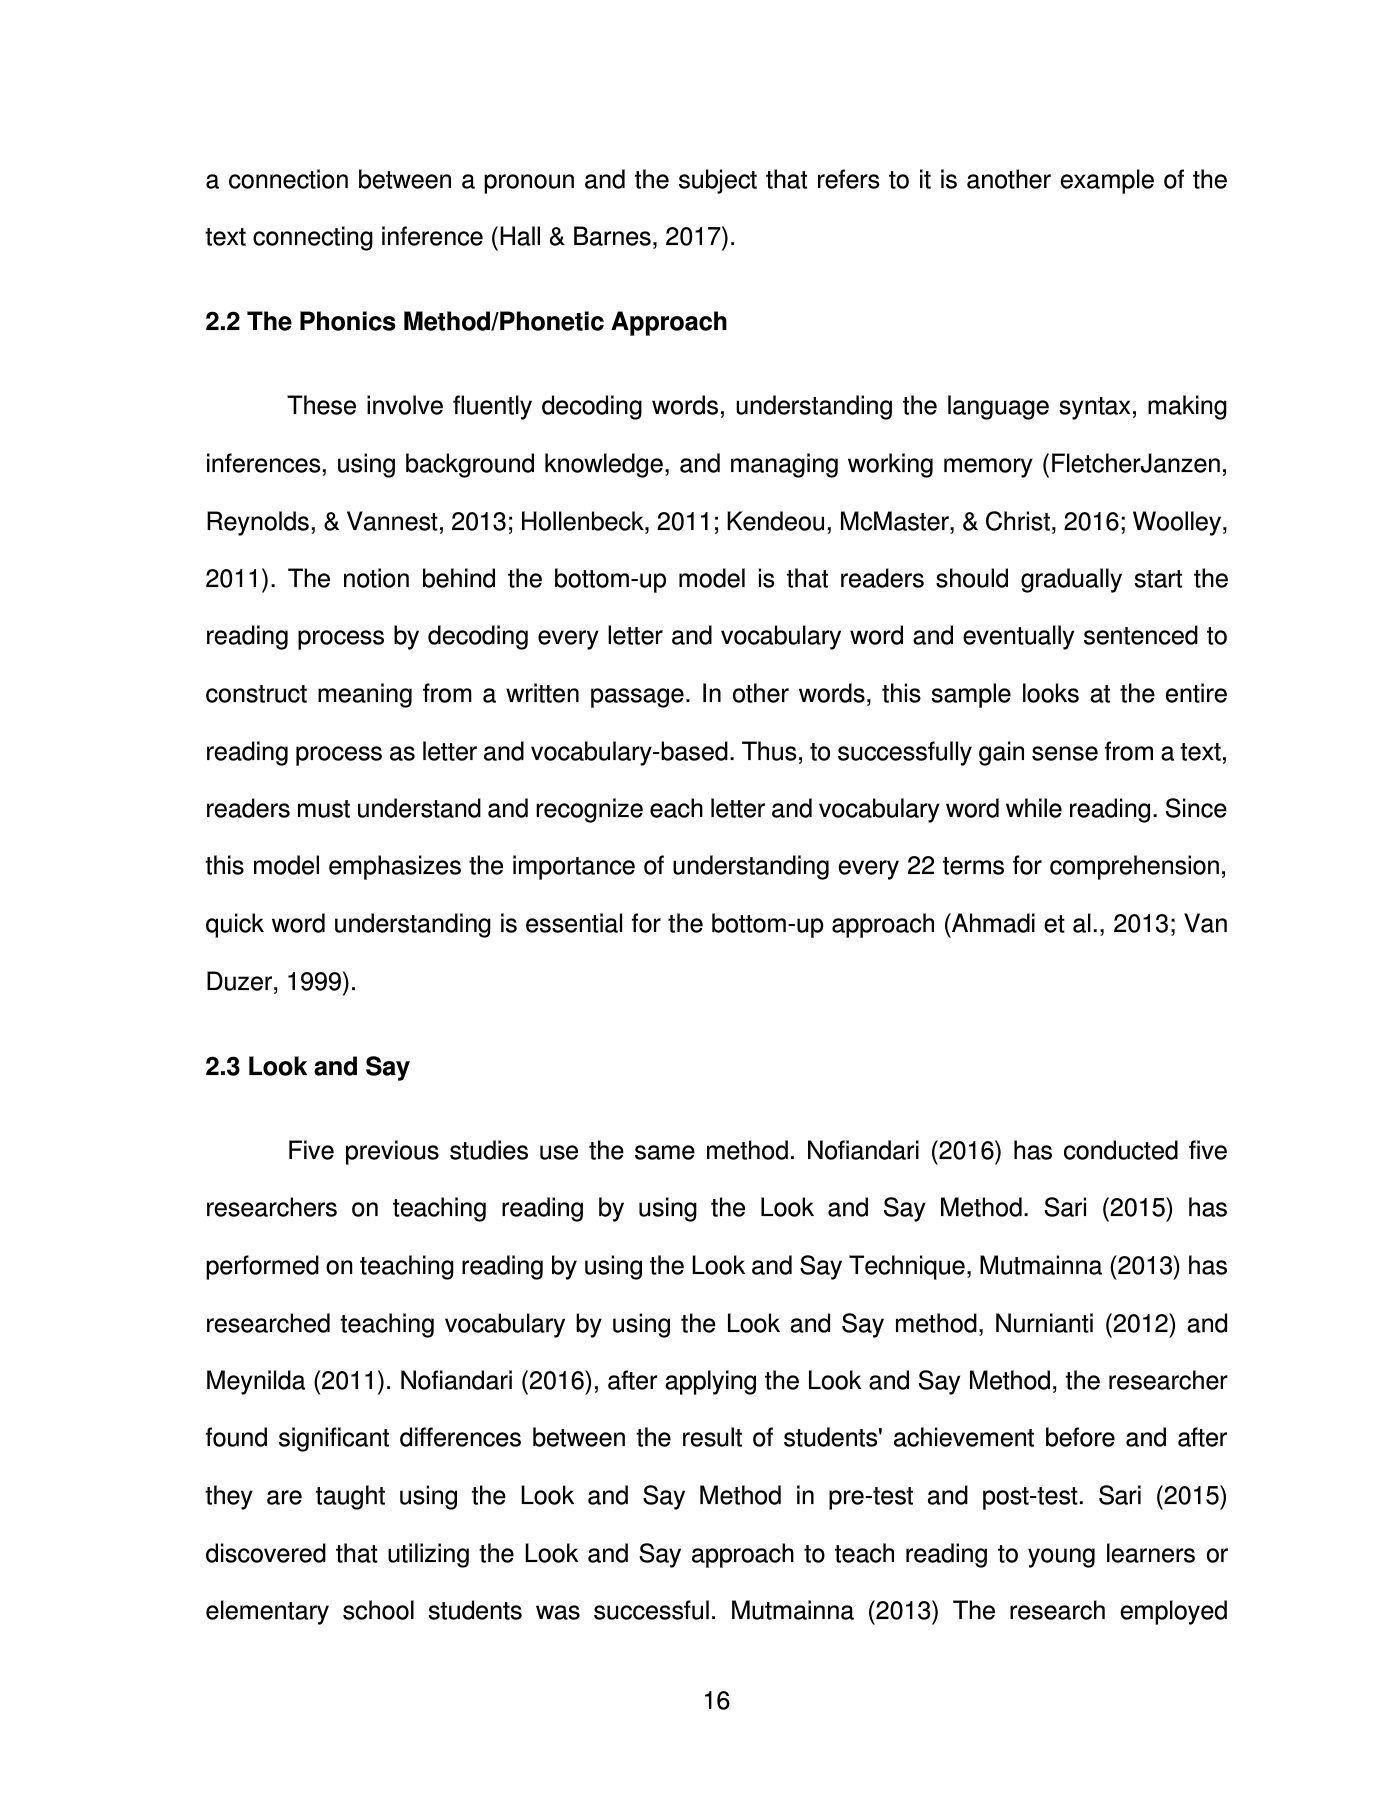 a connection between a pronoun and the subject that refers to it is another example of the
text connecting inference (Hall & Barnes, 2017).
2.2 The Phonics Method/Phonetic Approach
These involve fluently decoding words, understanding the language syntax, making
inferences, using background knowledge, and managing working memory (FletcherJanzen,
Reynolds, & Vannest, 2013; Hollenbeck, 2011; Kendeou, McMaster, & Christ, 2016; Woolley,
2011). The notion behind the bottom-up model is that readers should gradually start the
reading process by decoding every letter and vocabulary word and eventually sentenced to
construct meaning from a written passage. In other words, this sample looks at the entire
reading process as letter and vocabulary-based. Thus, to successfully gain sense from a text,
readers must understand and recognize each letter and vocabulary word while reading. Since
this model emphasizes the importance of understanding every 22 terms for comprehension,
quick word understanding is essential for the bottom-up approach (Ahmadi et al., 2013; Van
Duzer, 1999).
2.3 Look and Say
Five previous studies use the same method. Nofiandari (2016) has conducted five
researchers on teaching reading by using the Look and Say Method. Sari (2015) has
performed on teaching reading by using the Look and Say Technique, Mutmainna (2013) has
researched teaching vocabulary by using the Look and Say method, Nurnianti (2012) and
Meynilda (2011). Nofiandari (2016), after applying the Look and Say Method, the researcher
found significant differences between the result of students' achievement before and after
they are taught using the Look and Say Method in pre-test and post-test. Sari (2015)
discovered that utilizing the Look and Say approach to teach reading to young learners or
elementary school students was successful. Mutmainna (2013) The research employed
16